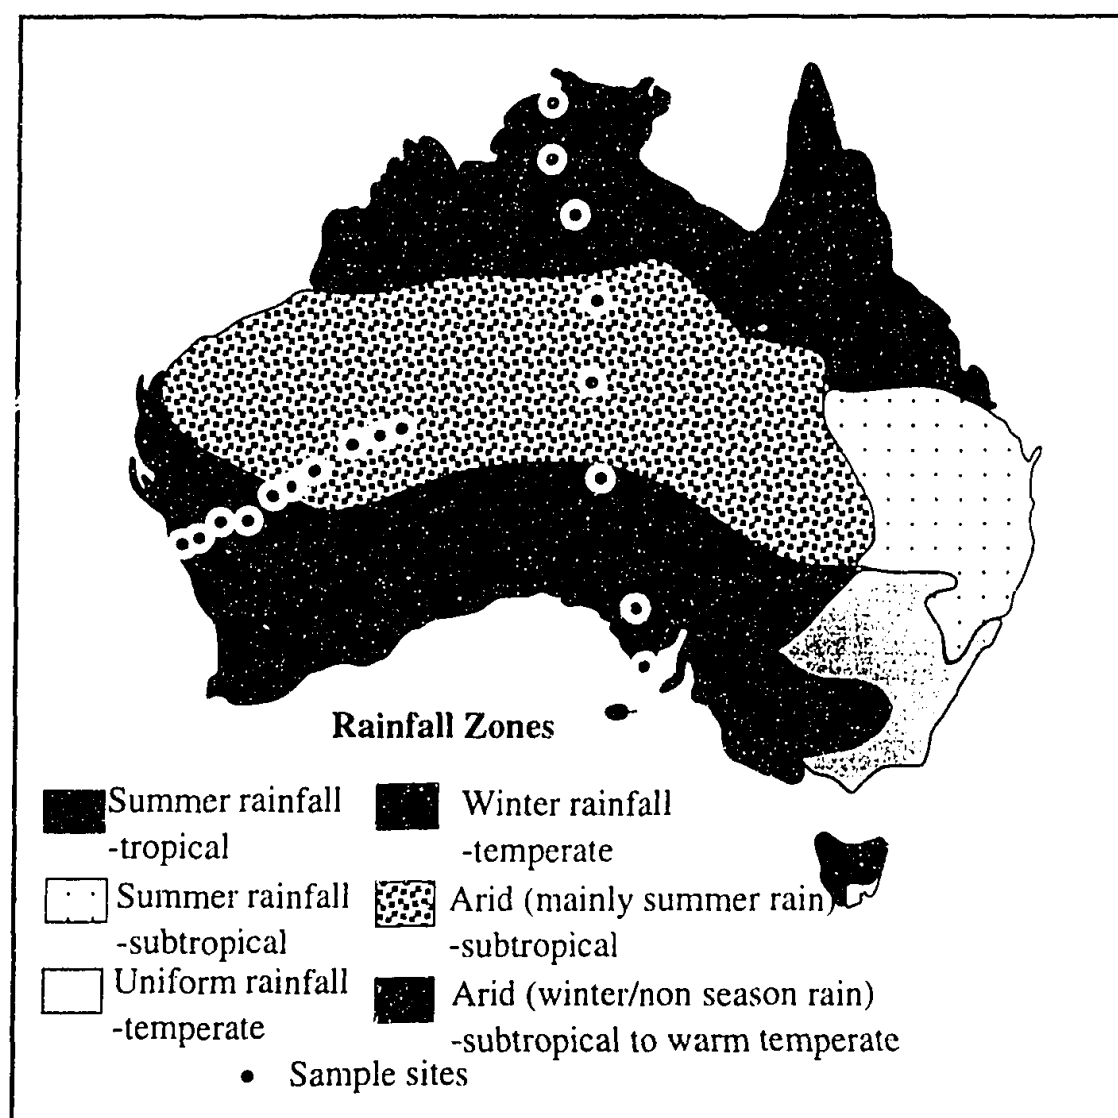 Rainfall Zones
Summer rainfall
-tropical
Winter rainfall
-temperate
Summer rainfall
-subtropical
Arid (mainly summer rain)
-subtropical
Uniform rainfall
-temperate
Arid (winter/non season rain)
-subtropical to warm temperate
Sample sites